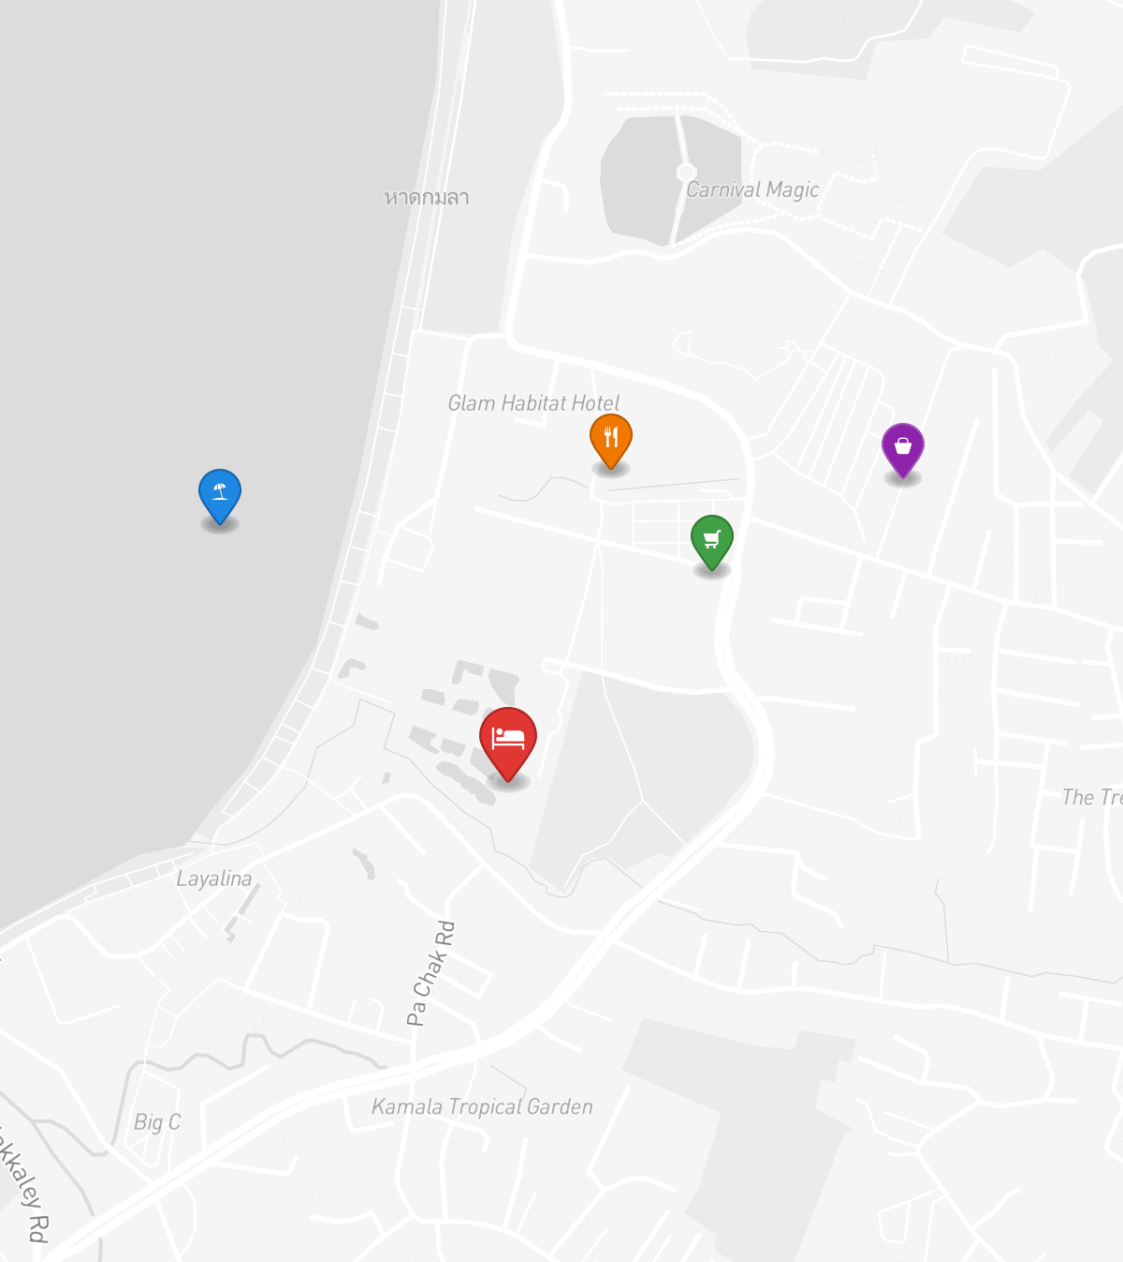 Carnival Magic
หาดกมลา
Glam Habitat Hotel
The Tre
Layalina
Pa Chak Rd
Kamala Tropical Garden
Big C
akkaley Rd